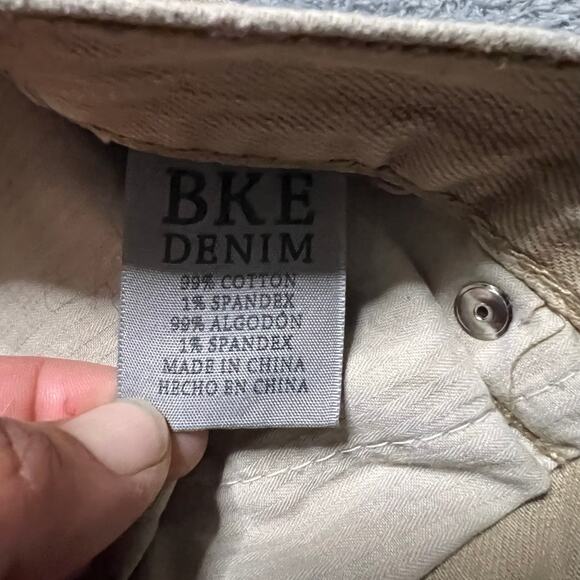 BKE
DENIM
99% COTTON
1% SPANDEX
99% ALGODÓN
1% SPANDEX
MADE IN CHINA
HECHO EN CHINA